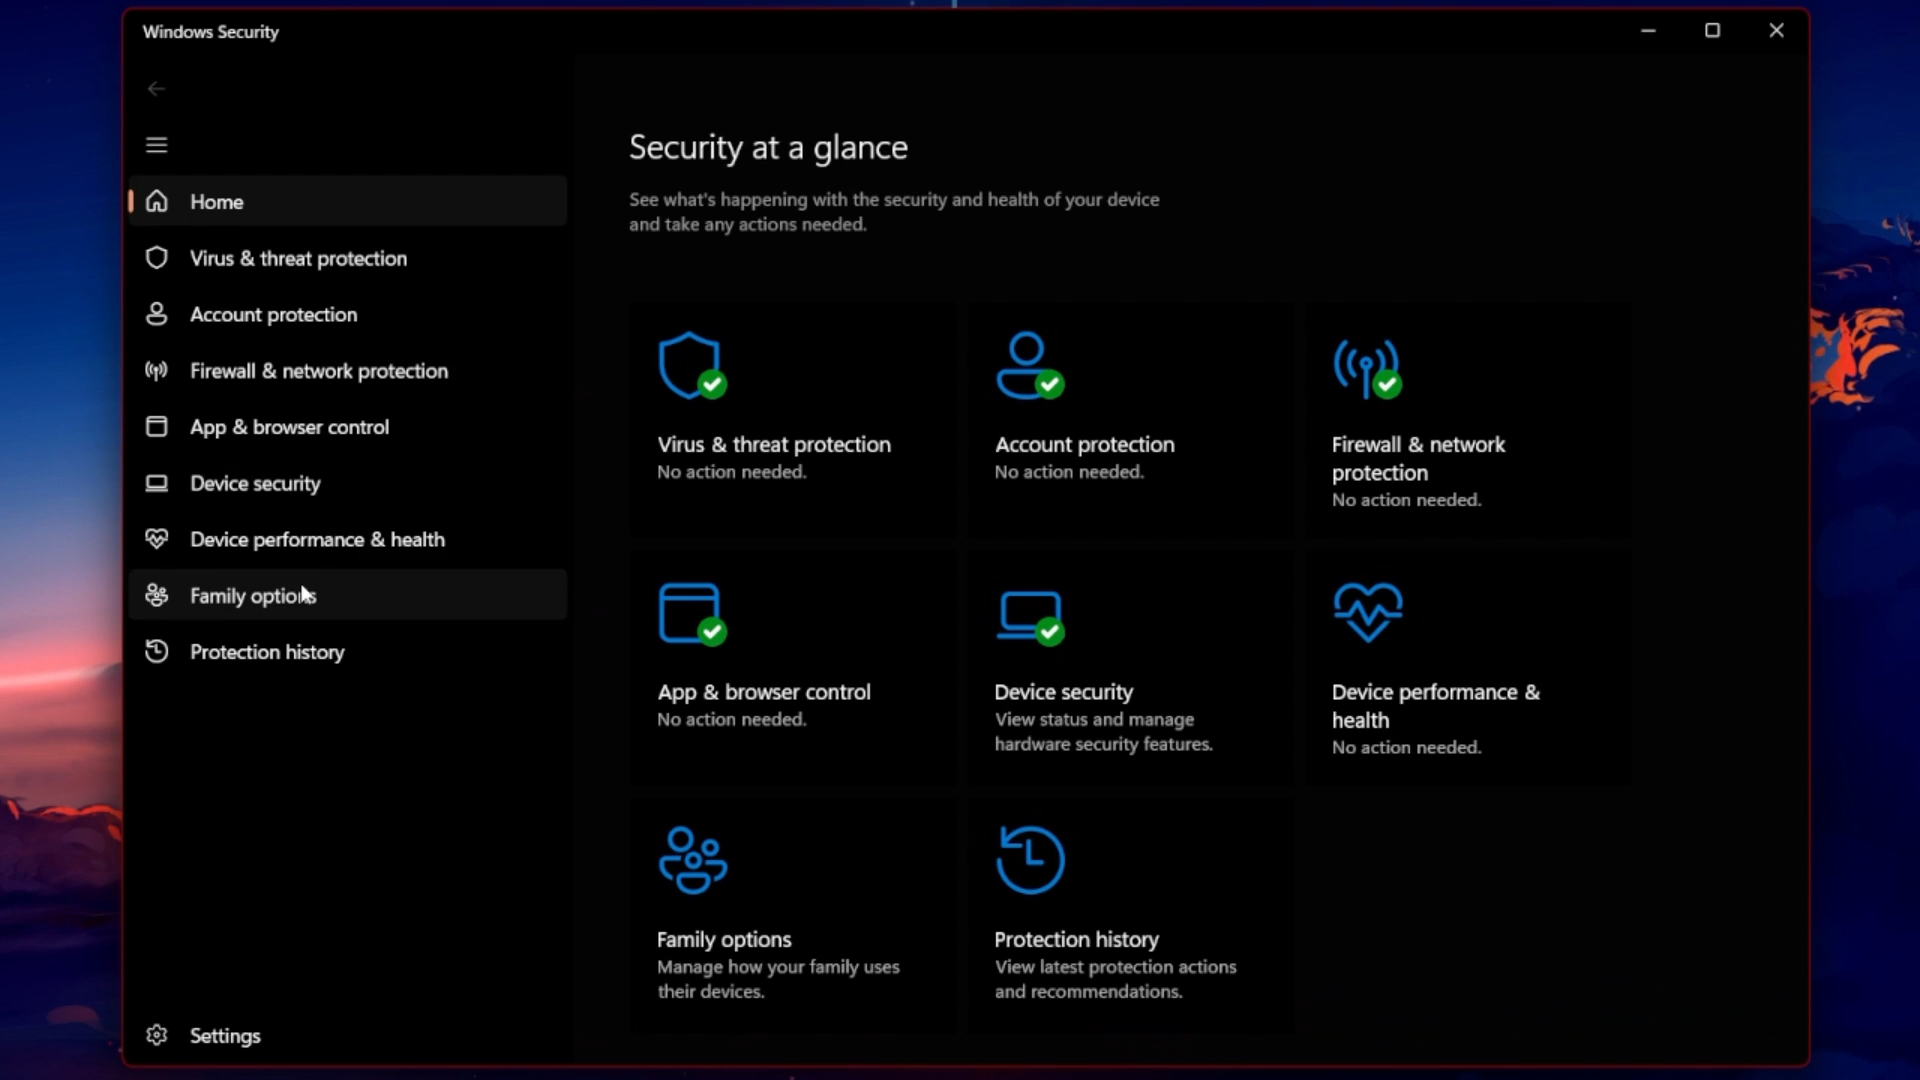 Windows Security
Home
Virus & threat protection
Account protection
Firewall & network protection
App & browser control
Device security
Device performance & health
Family options
Protection history
Settings
Security at a glance
See what's happening with the security and health of your device
and take any actions needed.
Virus & threat protection
No action needed.
Account protection
No action needed.
Firewall & network
protection
No action needed.
App & browser control
No action needed.
Device security
View status and manage
hardware security features.
Device performance &
health
No action needed.
Family options
Manage how your family uses
their devices.
Protection history
View latest protection actions
and recommendations.